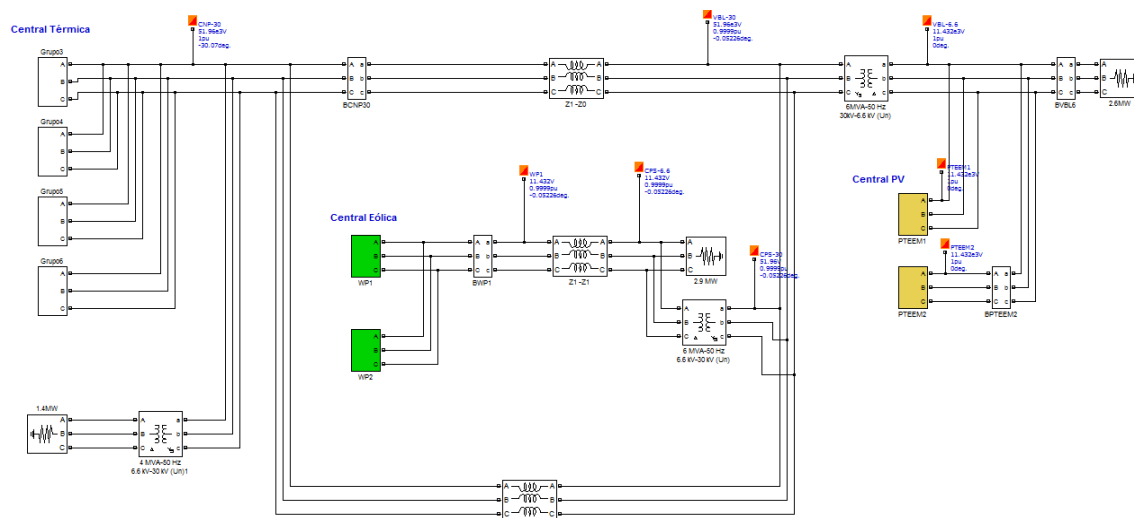 Central Térmica
CNP-30
51.96e3V
1pu
-30.07deg.
VBL-30
51.96e3V
0.9999pu
-0.05226deg.
VBL-6.6
11.432e3V
1pu
0deg.
Grupo3
A
B
C
A a
B b
C c
BCNP30
A A
B B
C C
Z1 -Z0
A a
B b
C c
6MVA-50 Hz
30kV-6.6 kV (Un)
A a
B b
C c
BVBL6
A
B
C
2.6MW
Grupo4
A
B
C
Grupo5
A
B
C
Grupo6
A
B
C
Central Eólica
WP1
11.432V
0.9999pu
-0.05226deg.
CPS-6.6
11.432V
0.9999pu
-0.05226deg.
A
B
C
WP1
A a
B b
C c
BWP1
A A
B B
C C
Z1 -Z1
A
B
C
2.9 MW
CPS-30
51.96V
0.9999pu
-0.05226deg.
A
B
C
WP2
A a
B b
C c
6 MVA-50 Hz
6.6 kV-30 kV (Un)
Central PV
PTEEM1
11.432e3V
1pu
0deg.
A
B
C
PTEEM1
PTEEM2
11.432e3V
1pu
0deg.
A
B
C
PTEEM2
A a
B b
C c
BPTEEM2
1.4MW
A
B
C
A a
B b
C c
4 MVA-50 Hz
6.6 kV-30 kV (Un)1
A A
B B
C C